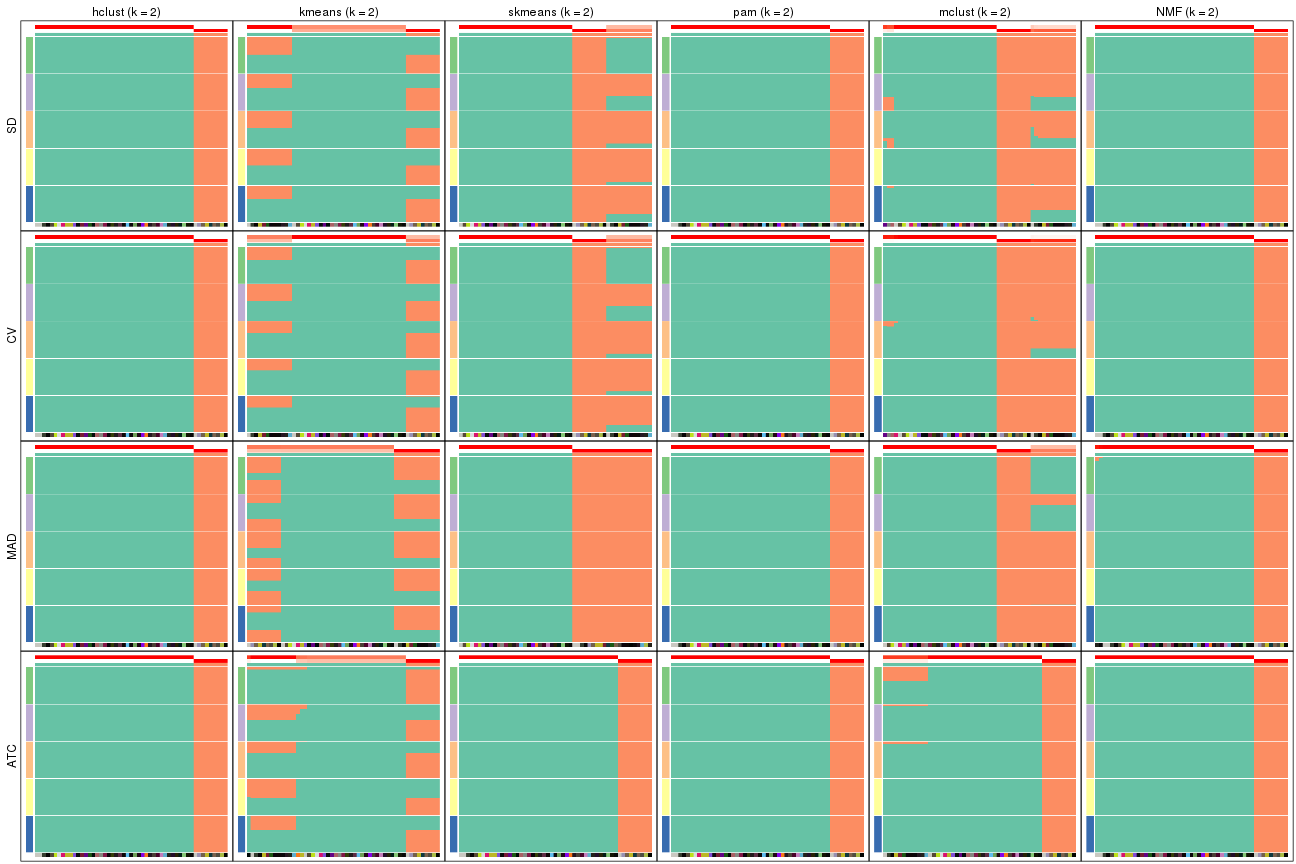 hclust (k = 2) kmeans (k = 2) skmeans (k = 2) pam (k = 2) mclust (k = 2) NMF (k = 2)
SD
CV
MAD
ATC